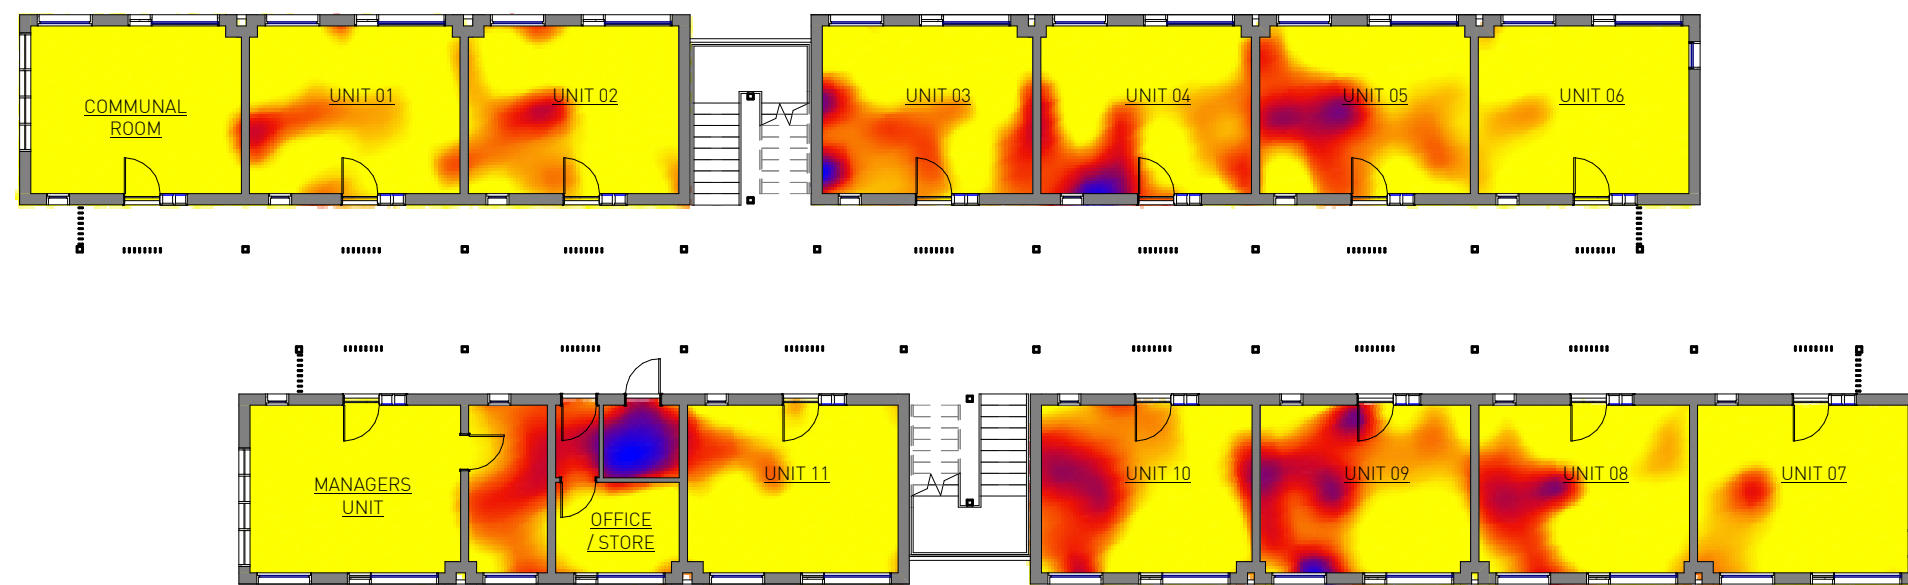 COMMUNAL
ROOM
UNIT 01
UNIT 02
UNIT 03
UNIT 04
UNIT 05
UNIT 06
MANAGERS
UNIT
OFFICE
/ STORE
UNIT 11
UNIT 10
UNIT 09
UNIT 08
UNIT 07